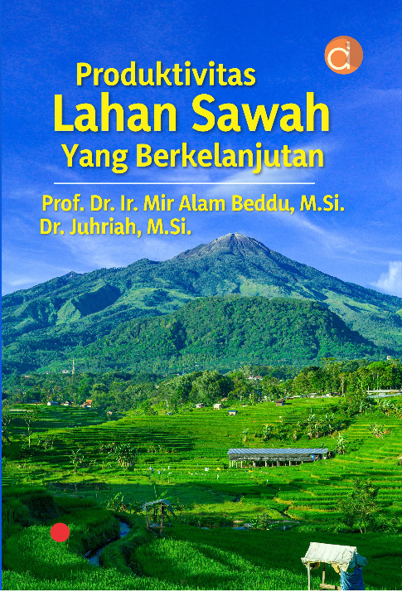 Produktivitas
Lahan Sawah
Yang Berkelanjutan
Prof. Dr. Ir. Mir Alam Beddu, M.Si.
Dr. Juhriah, M.Si.